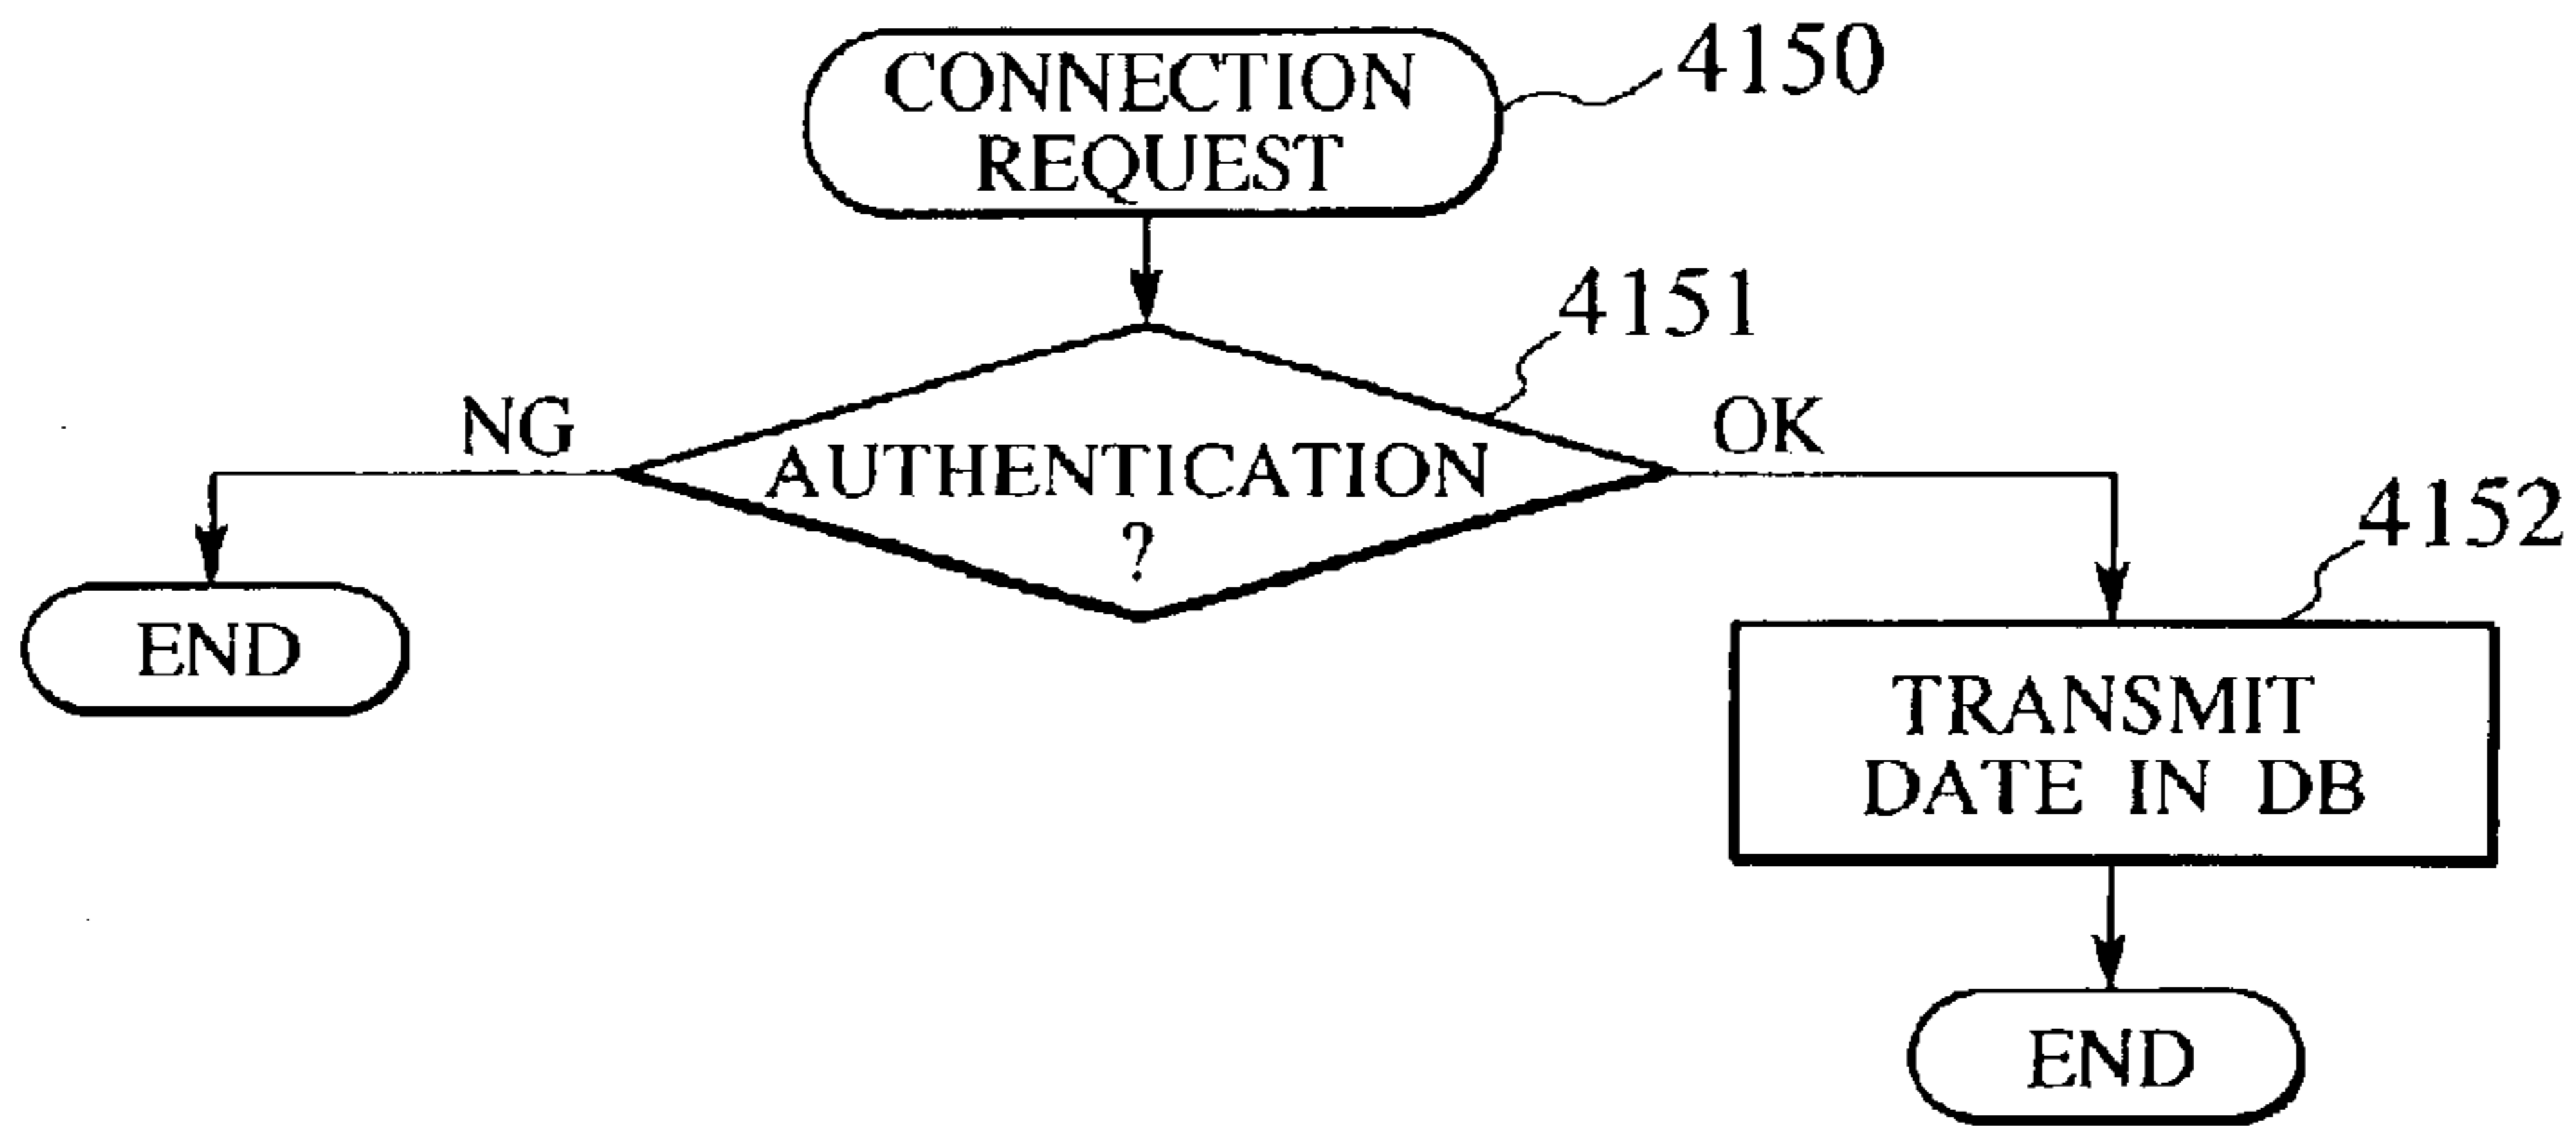 CONNECTION
REQUEST
4150
4151
NG
AUTHENTICATION
?
OK
4152
END
TRANSMIT
DATE IN DB
END